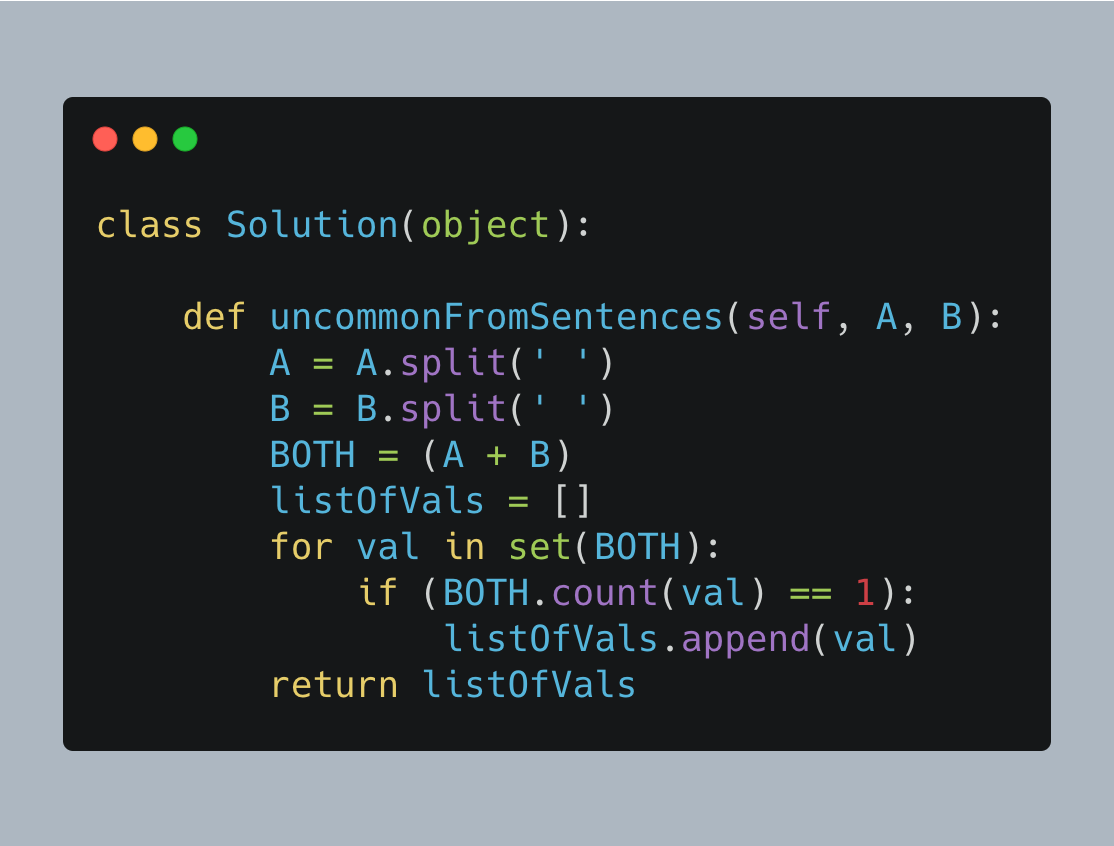 class Solution(object):

    def uncommonFromSentences(self, A, B):
        A = A.split(' ')
        B = B.split(' ')
        BOTH = (A + B)
        listOfVals = []
        for val in set(BOTH):
            if (BOTH.count(val) == 1):
                listOfVals.append(val)
        return listOfVals